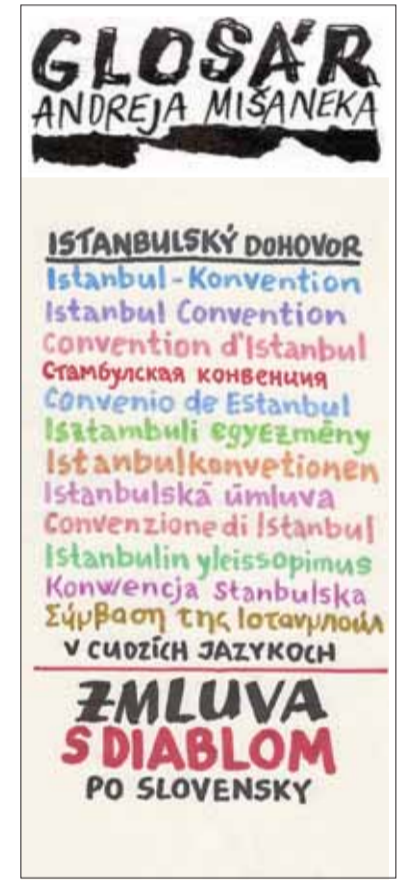 GLOSÁR
ANDREJA MIŠANEKA
ISTANBULSKÝ DOHOVOR
Istanbul-Konvention
Istanbul Convention
Convention d'Istanbul
Стамбулская конвенция
Convenio de Estanbul
Isztambuli egyezmény
Istanbulkonvetionen
Istanbulská úmluva
Convenzione di Istanbul
Istanbulin yleissopimus
Konwencja Stanbulska
Σύμβαση της Ιστανμπούλ
V CUDZÍCH JAZYKOCH
ZMLUVA
S DIABLOM
PO SLOVENSKY